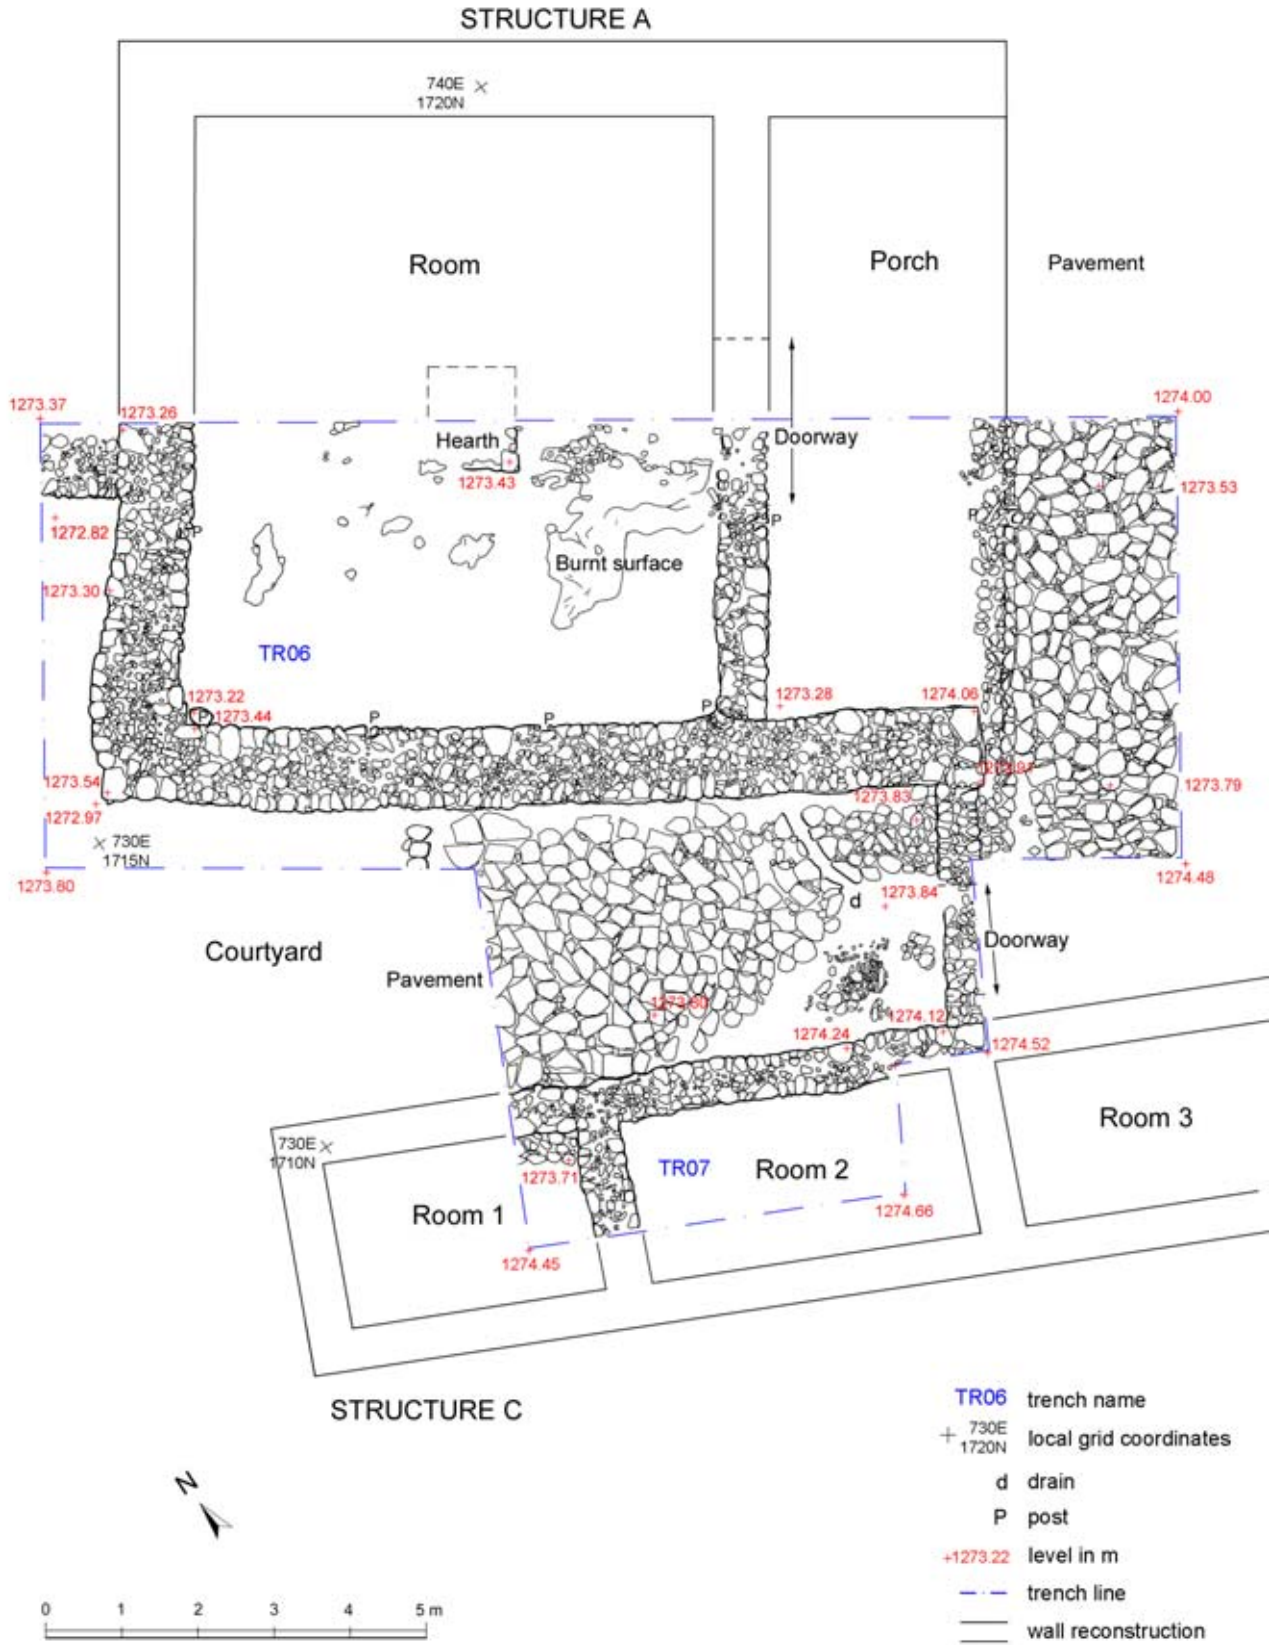 STRUCTURE A
740E
1720N
Room
Porch
Pavement
1273.37
1273.26
1274.00
Hearth
Doorway
1273.43
1273.53
P
P
P
1272.82
Burnt surface
1273.30
TR06
1273.22
1273.28
1274.06
P
1273.44
P
P
P
1273.54
1273.83
1273.79
1272.97
730E
1715N
1273.80
1274.48
d
1273.84
Courtyard
Doorway
Pavement
1273.60
1274.12
1274.24
1274.52
730E
1710N
Room 3
1273.71
TR07
Room 2
Room 1
1274.66
1274.45
STRUCTURE C
TR06 trench name
730E
1720N
local grid coordinates
d drain
P post
+1273.22 level in m
trench line
wall reconstruction
N
0 1 2 3 4 5 m